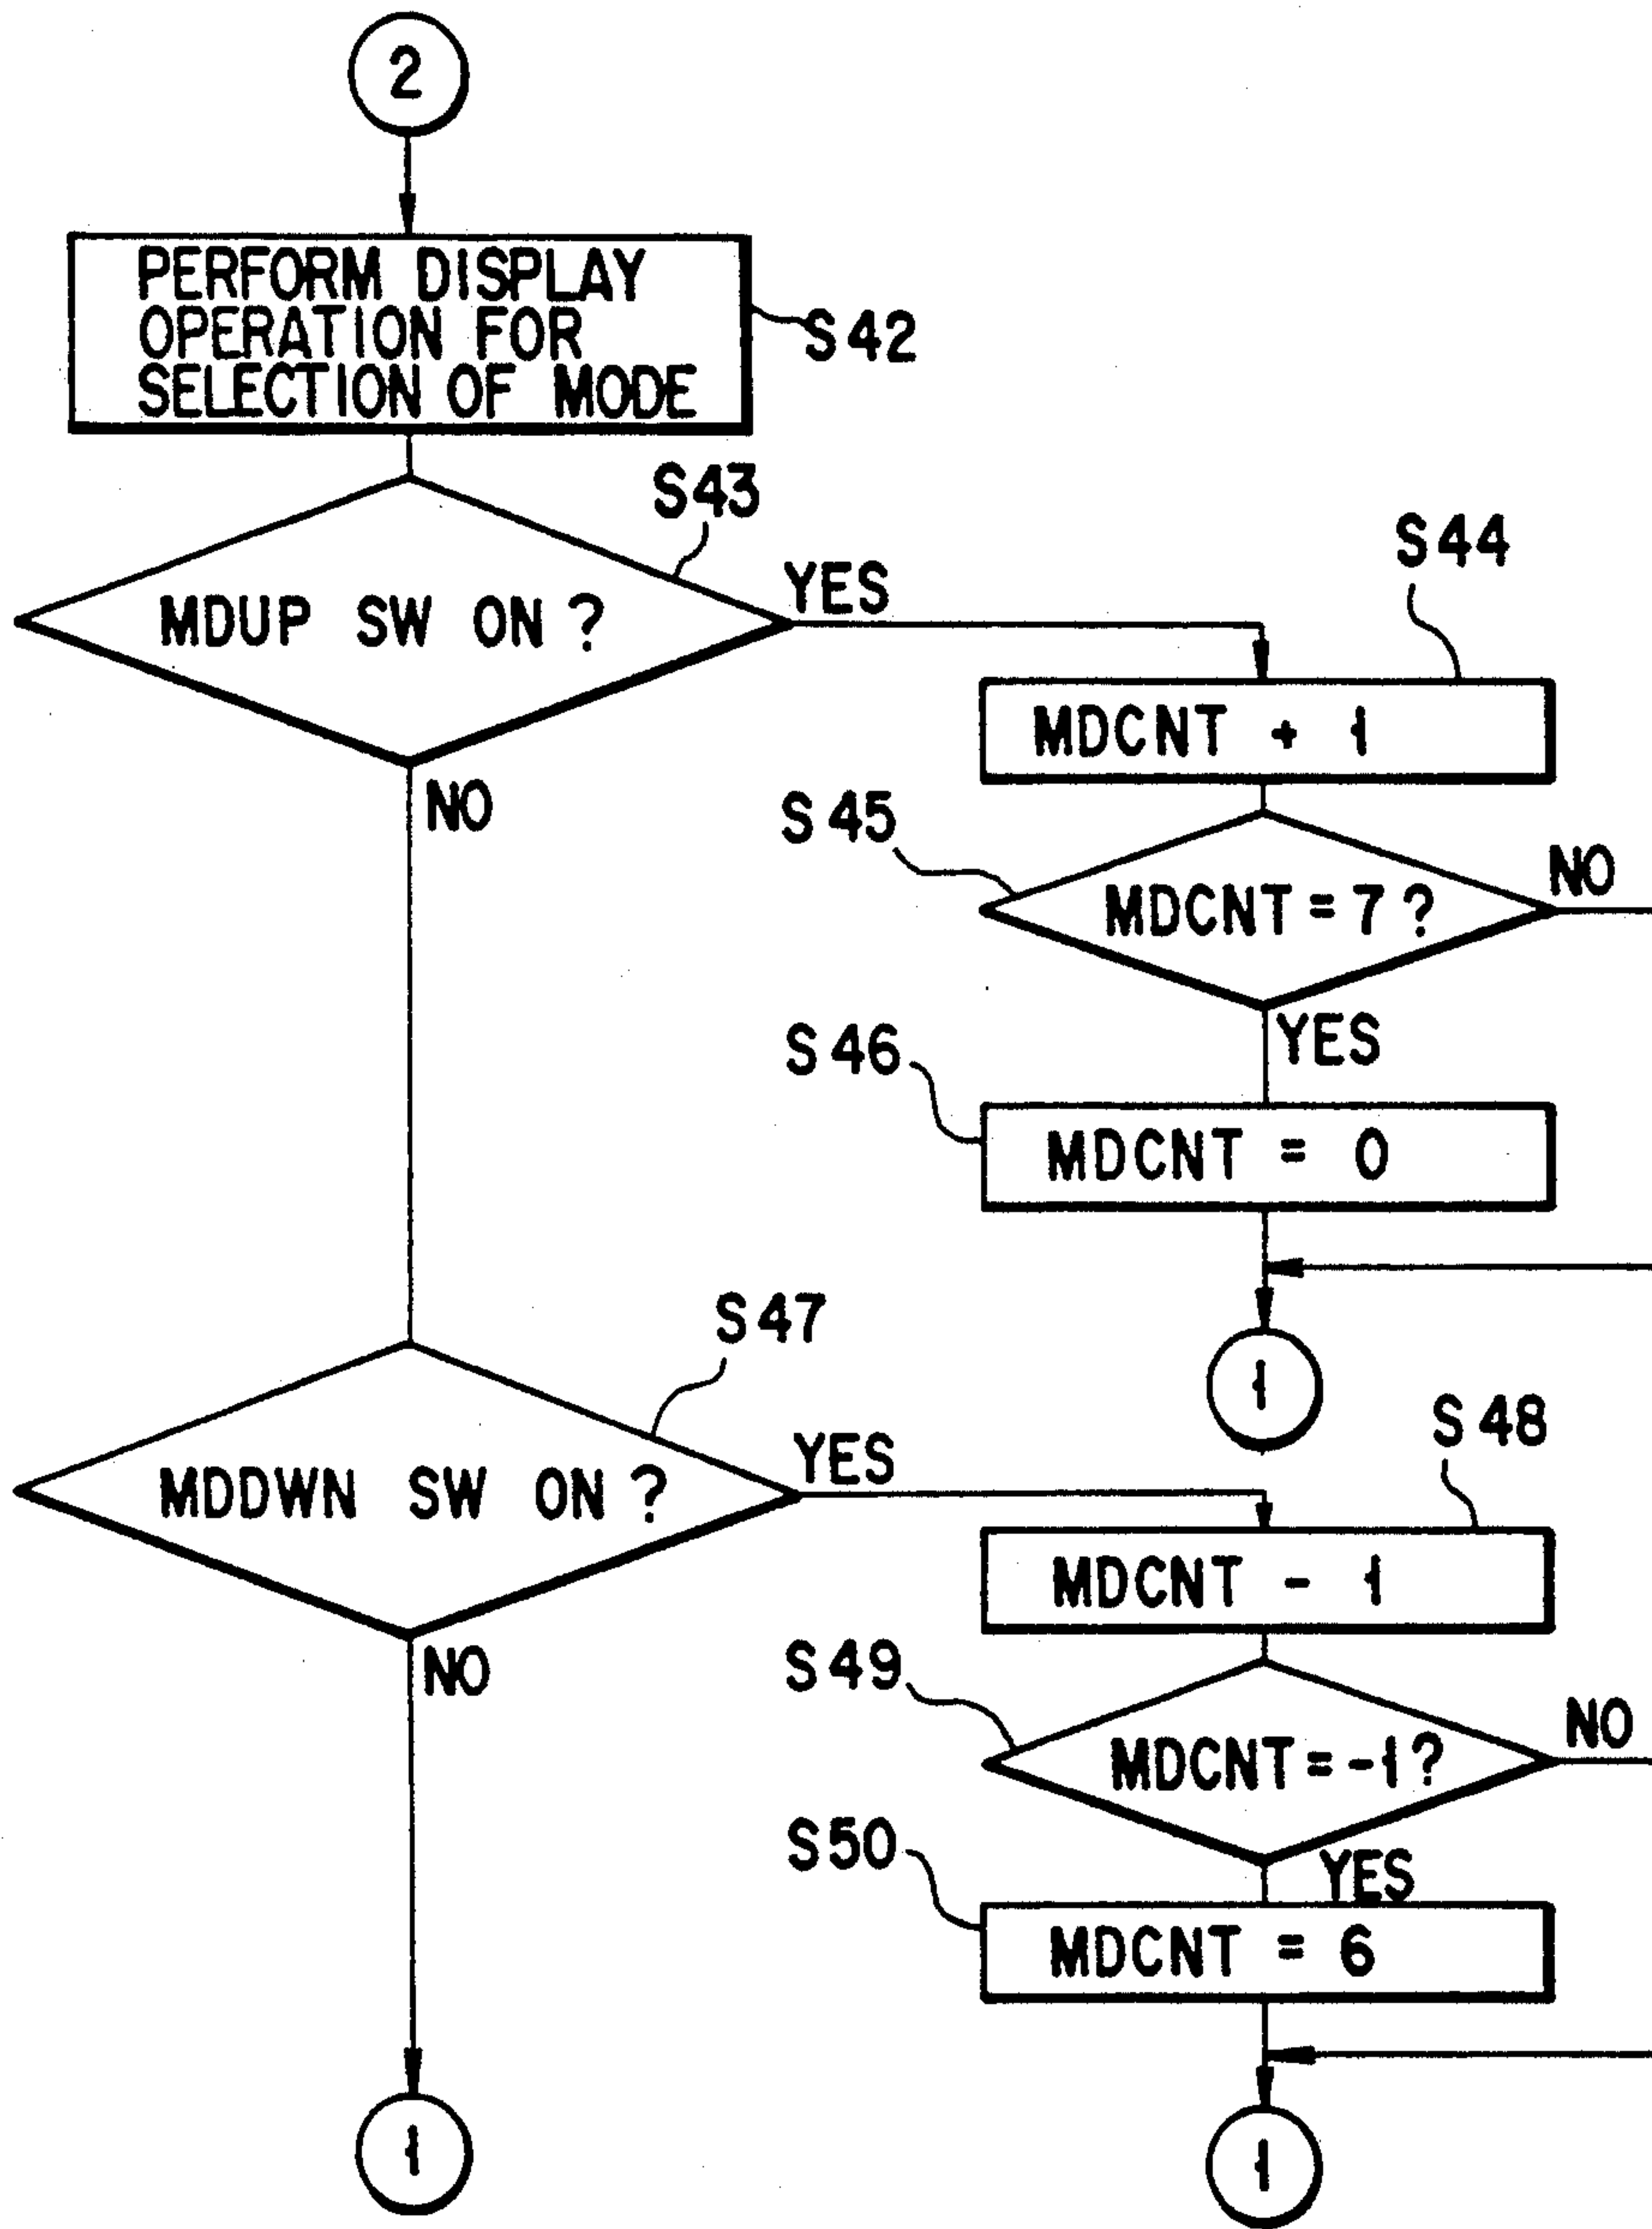 2
PERFORM DISPLAY
OPERATION FOR
SELECTION OF MODE
S42
S43
MDUP SW ON ?
YES
NO
S44
MDCNT + 1
S45
MDCNT = 7 ?
NO
YES
S46
MDCNT = 0
1
S47
MDDWN SW ON ?
YES
NO
1
S48
MDCNT - 1
S49
MDCNT = -1 ?
NO
YES
S50
MDCNT = 6
1